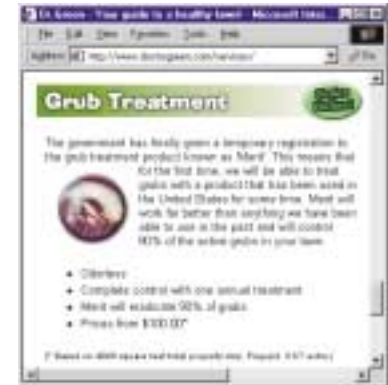 Dr. Green - Your guide to a healthy lawn! - Microsoft
File Edit View Favorites Tools Help
Address http://www.doctorgreen.com/services/
Grub Treatment
The government has finally given a temporary registration to
the grub treatment product known as 'Merit'. This means that
for the first time, we will be able to treat
grubs with a product that has been used in
the United States for some time. Merit will
work far better than anything we have been
able to use in the past and will control
90% of the active grubs in your lawn.
Odorless
Complete control with one annual treatment
Merit will eradicate 90% of grubs
Prices from $100.00*